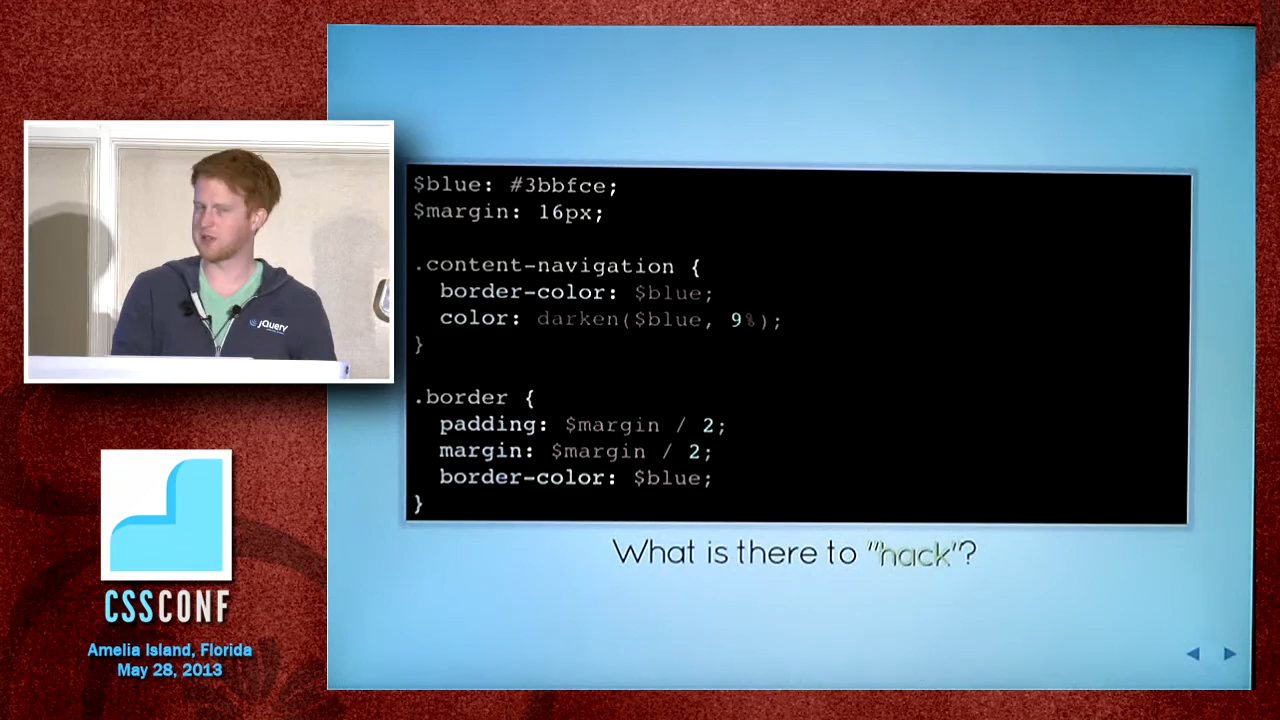 $blue: #3bbfce;
$margin: 16px;
.content-navigation {
border-color: $blue;
color: darken($blue, 9%);
}
.border {
padding: $margin / 2;
margin: $margin / 2;
border-color: $blue;
}
What is there to "hack"?
jQuery
CSSCONF
Amelia Island, Florida
May 28, 2013